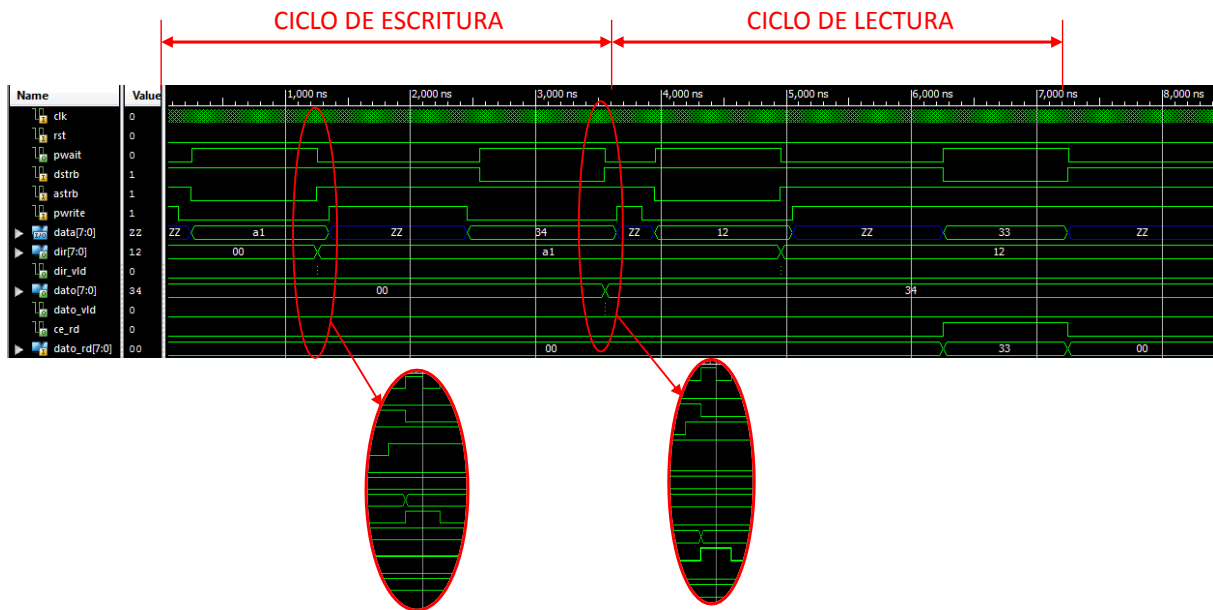 CICLO DE ESCRITURA CICLO DE LECTURA
Name Value 1,000 ns 2,000 ns 3,000 ns 4,000 ns 5,000 ns 6,000 ns 7,000 ns 8,000 ns
clk 0
rst 0
pwait 0
dstrb 1
astrb 1
pwrite 1
data[7:0] ZZ ZZ a1 ZZ 34 ZZ 12 ZZ 33 ZZ
dir[7:0] 12 00 a1 12
dir_vld 0
dato[7:0] 34 00 34
dato_vld 0
ce_rd 0
dato_rd[7:0] 00 00 33 00